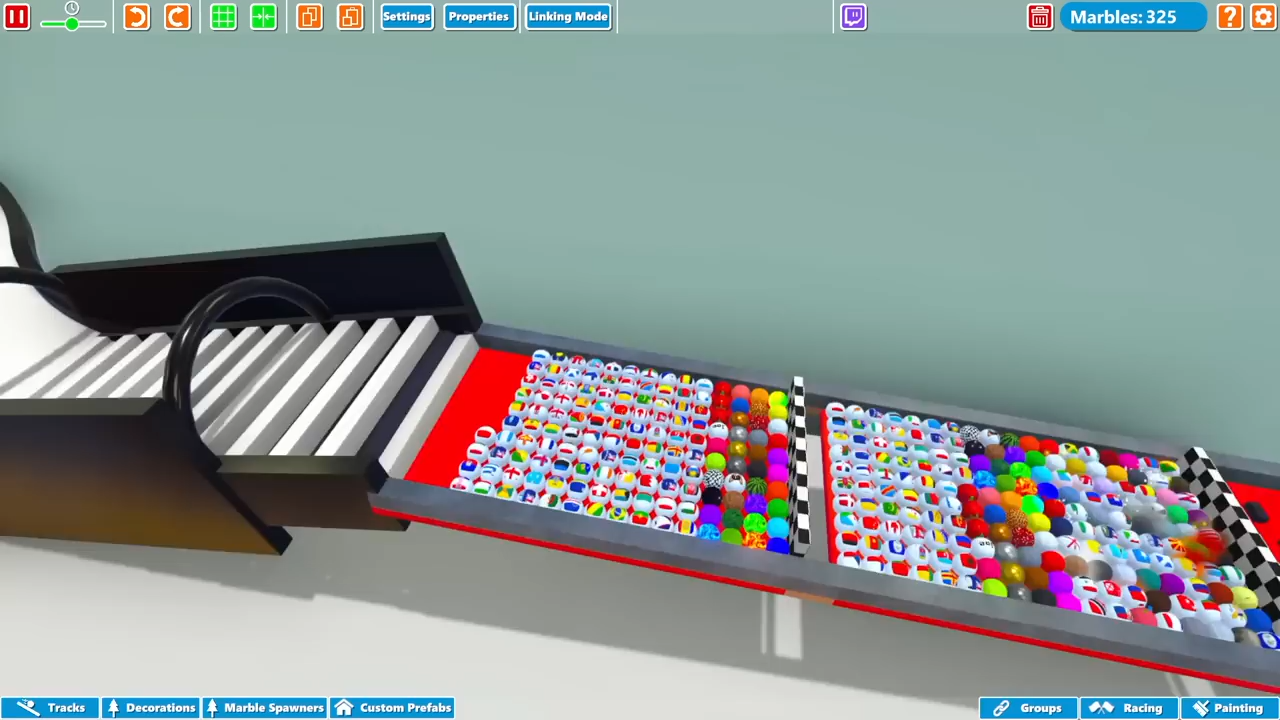 Settings
Properties
Linking Mode
Marbles: 325
?
Tracks
Decorations
Marble Spawners
Custom Prefabs
Groups
Racing
Painting